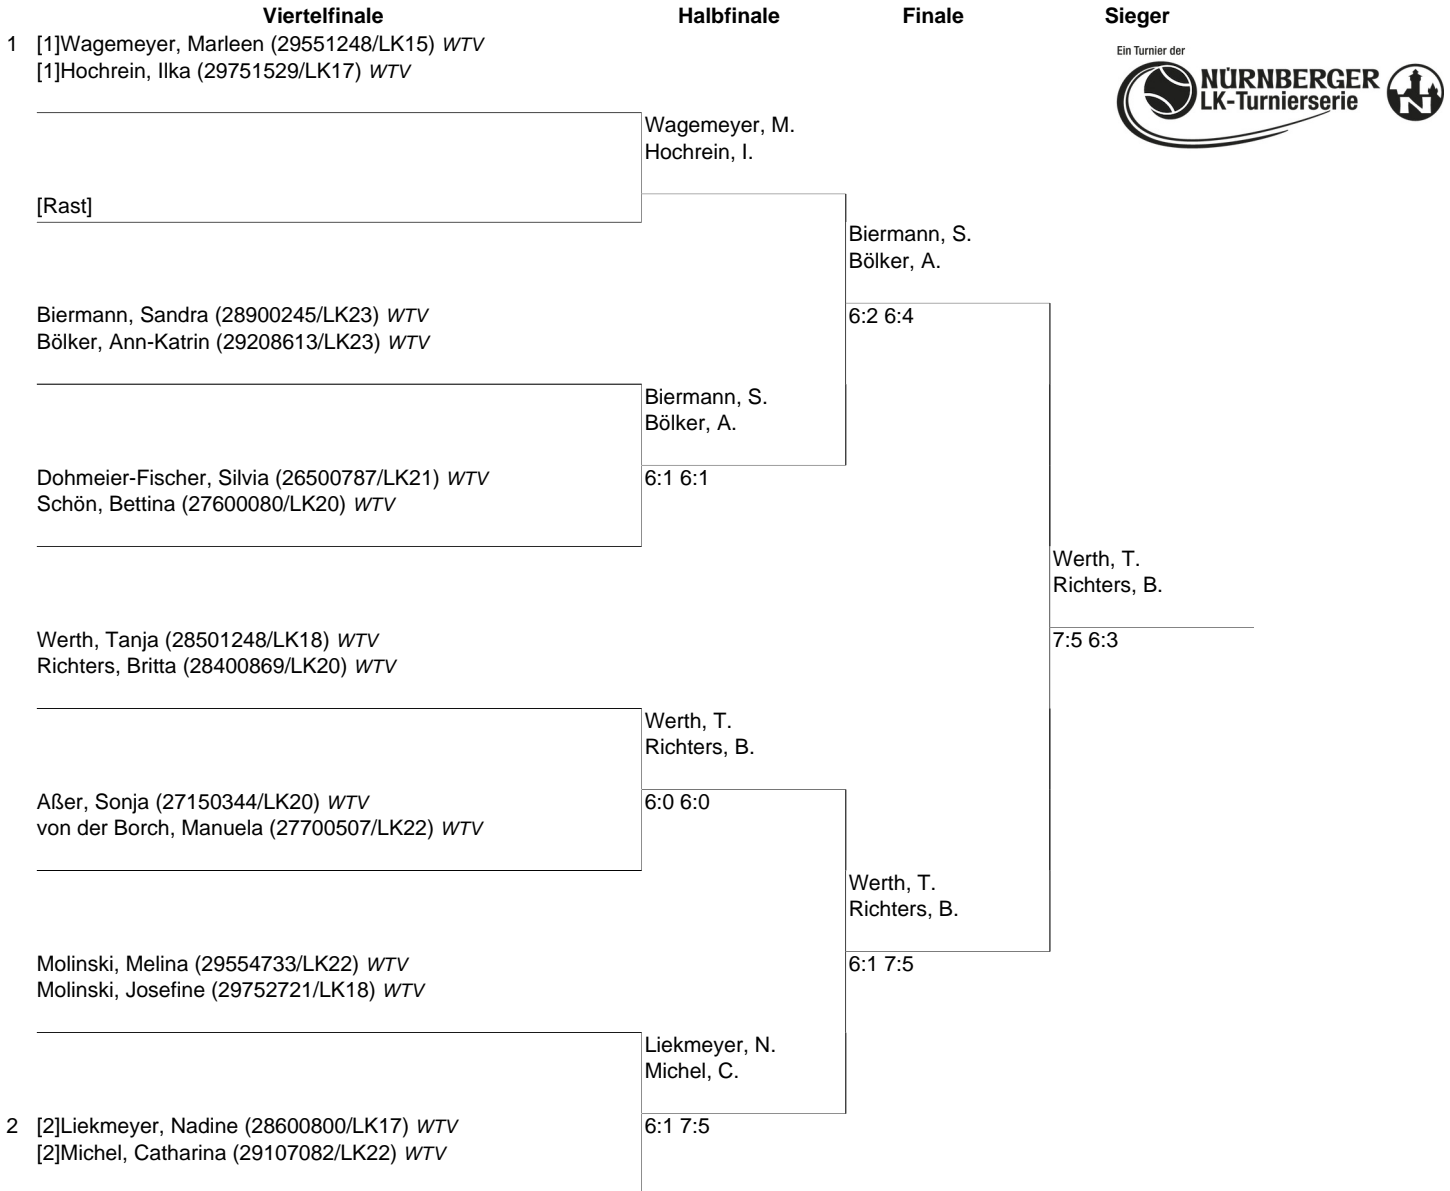 Viertelfinale Halbfinale Finale Sieger
1 [1]Wagemeyer, Marleen (29551248/LK15) WTV
[1]Hochrein, Ilka (29751529/LK17) WTV
Ein Turnier der
NÜRNBERGER
LK-Turnierserie
N
Wagemeyer, M.
Hochrein, I.
[Rast]
Biermann, S.
Bölker, A.
Biermann, Sandra (28900245/LK23) WTV
Bölker, Ann-Katrin (29208613/LK23) WTV
6:2 6:4
Biermann, S.
Bölker, A.
Dohmeier-Fischer, Silvia (26500787/LK21) WTV
Schön, Bettina (27600080/LK20) WTV
6:1 6:1
Werth, T.
Richters, B.
Werth, Tanja (28501248/LK18) WTV
Richters, Britta (28400869/LK20) WTV
7:5 6:3
Werth, T.
Richters, B.
Aßer, Sonja (27150344/LK20) WTV
von der Borch, Manuela (27700507/LK22) WTV
6:0 6:0
Werth, T.
Richters, B.
Molinski, Melina (29554733/LK22) WTV
Molinski, Josefine (29752721/LK18) WTV
6:1 7:5
Liekmeyer, N.
Michel, C.
2 [2]Liekmeyer, Nadine (28600800/LK17) WTV
[2]Michel, Catharina (29107082/LK22) WTV
6:1 7:5